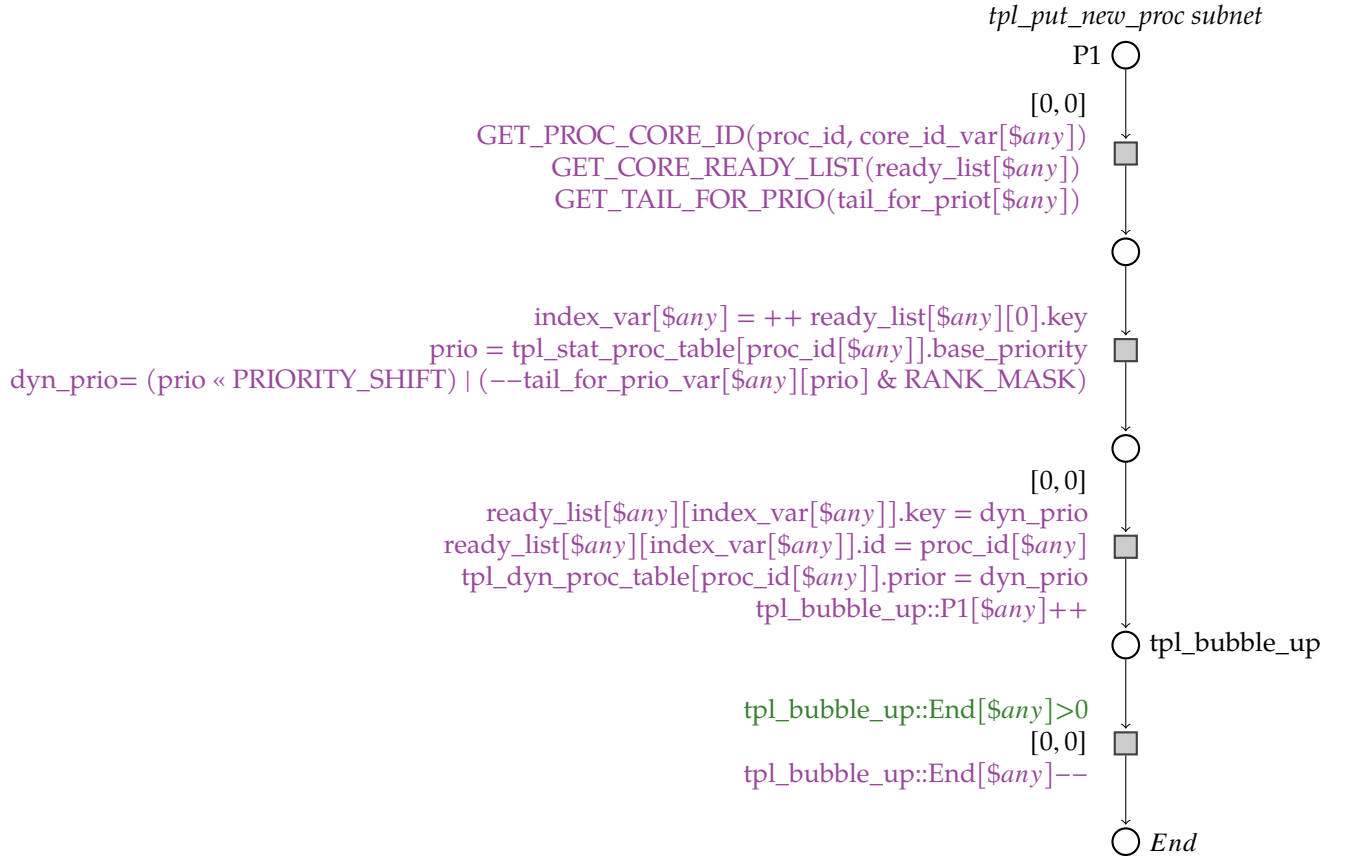 tpl_put_new_proc subnet
P1
[0, 0]
GET_PROC_CORE_ID(proc_id, core_id_var[$any])
GET_CORE_READY_LIST(ready_list[$any])
GET_TAIL_FOR_PRIO(tail_for_priot[$any])
index_var[$any] = ++ ready_list[$any][0].key
prio = tpl_stat_proc_table[proc_id[$any]].base_priority
dyn_prio= (prio « PRIORITY_SHIFT) | (−−tail_for_prio_var[$any][prio] & RANK_MASK)
[0, 0]
ready_list[$any][index_var[$any]].key = dyn_prio
ready_list[$any][index_var[$any]].id = proc_id[$any]
tpl_dyn_proc_table[proc_id[$any]].prior = dyn_prio
tpl_bubble_up::P1[$any]++
tpl_bubble_up
tpl_bubble_up::End[$any]>0
[0, 0]
tpl_bubble_up::End[$any]−−
End